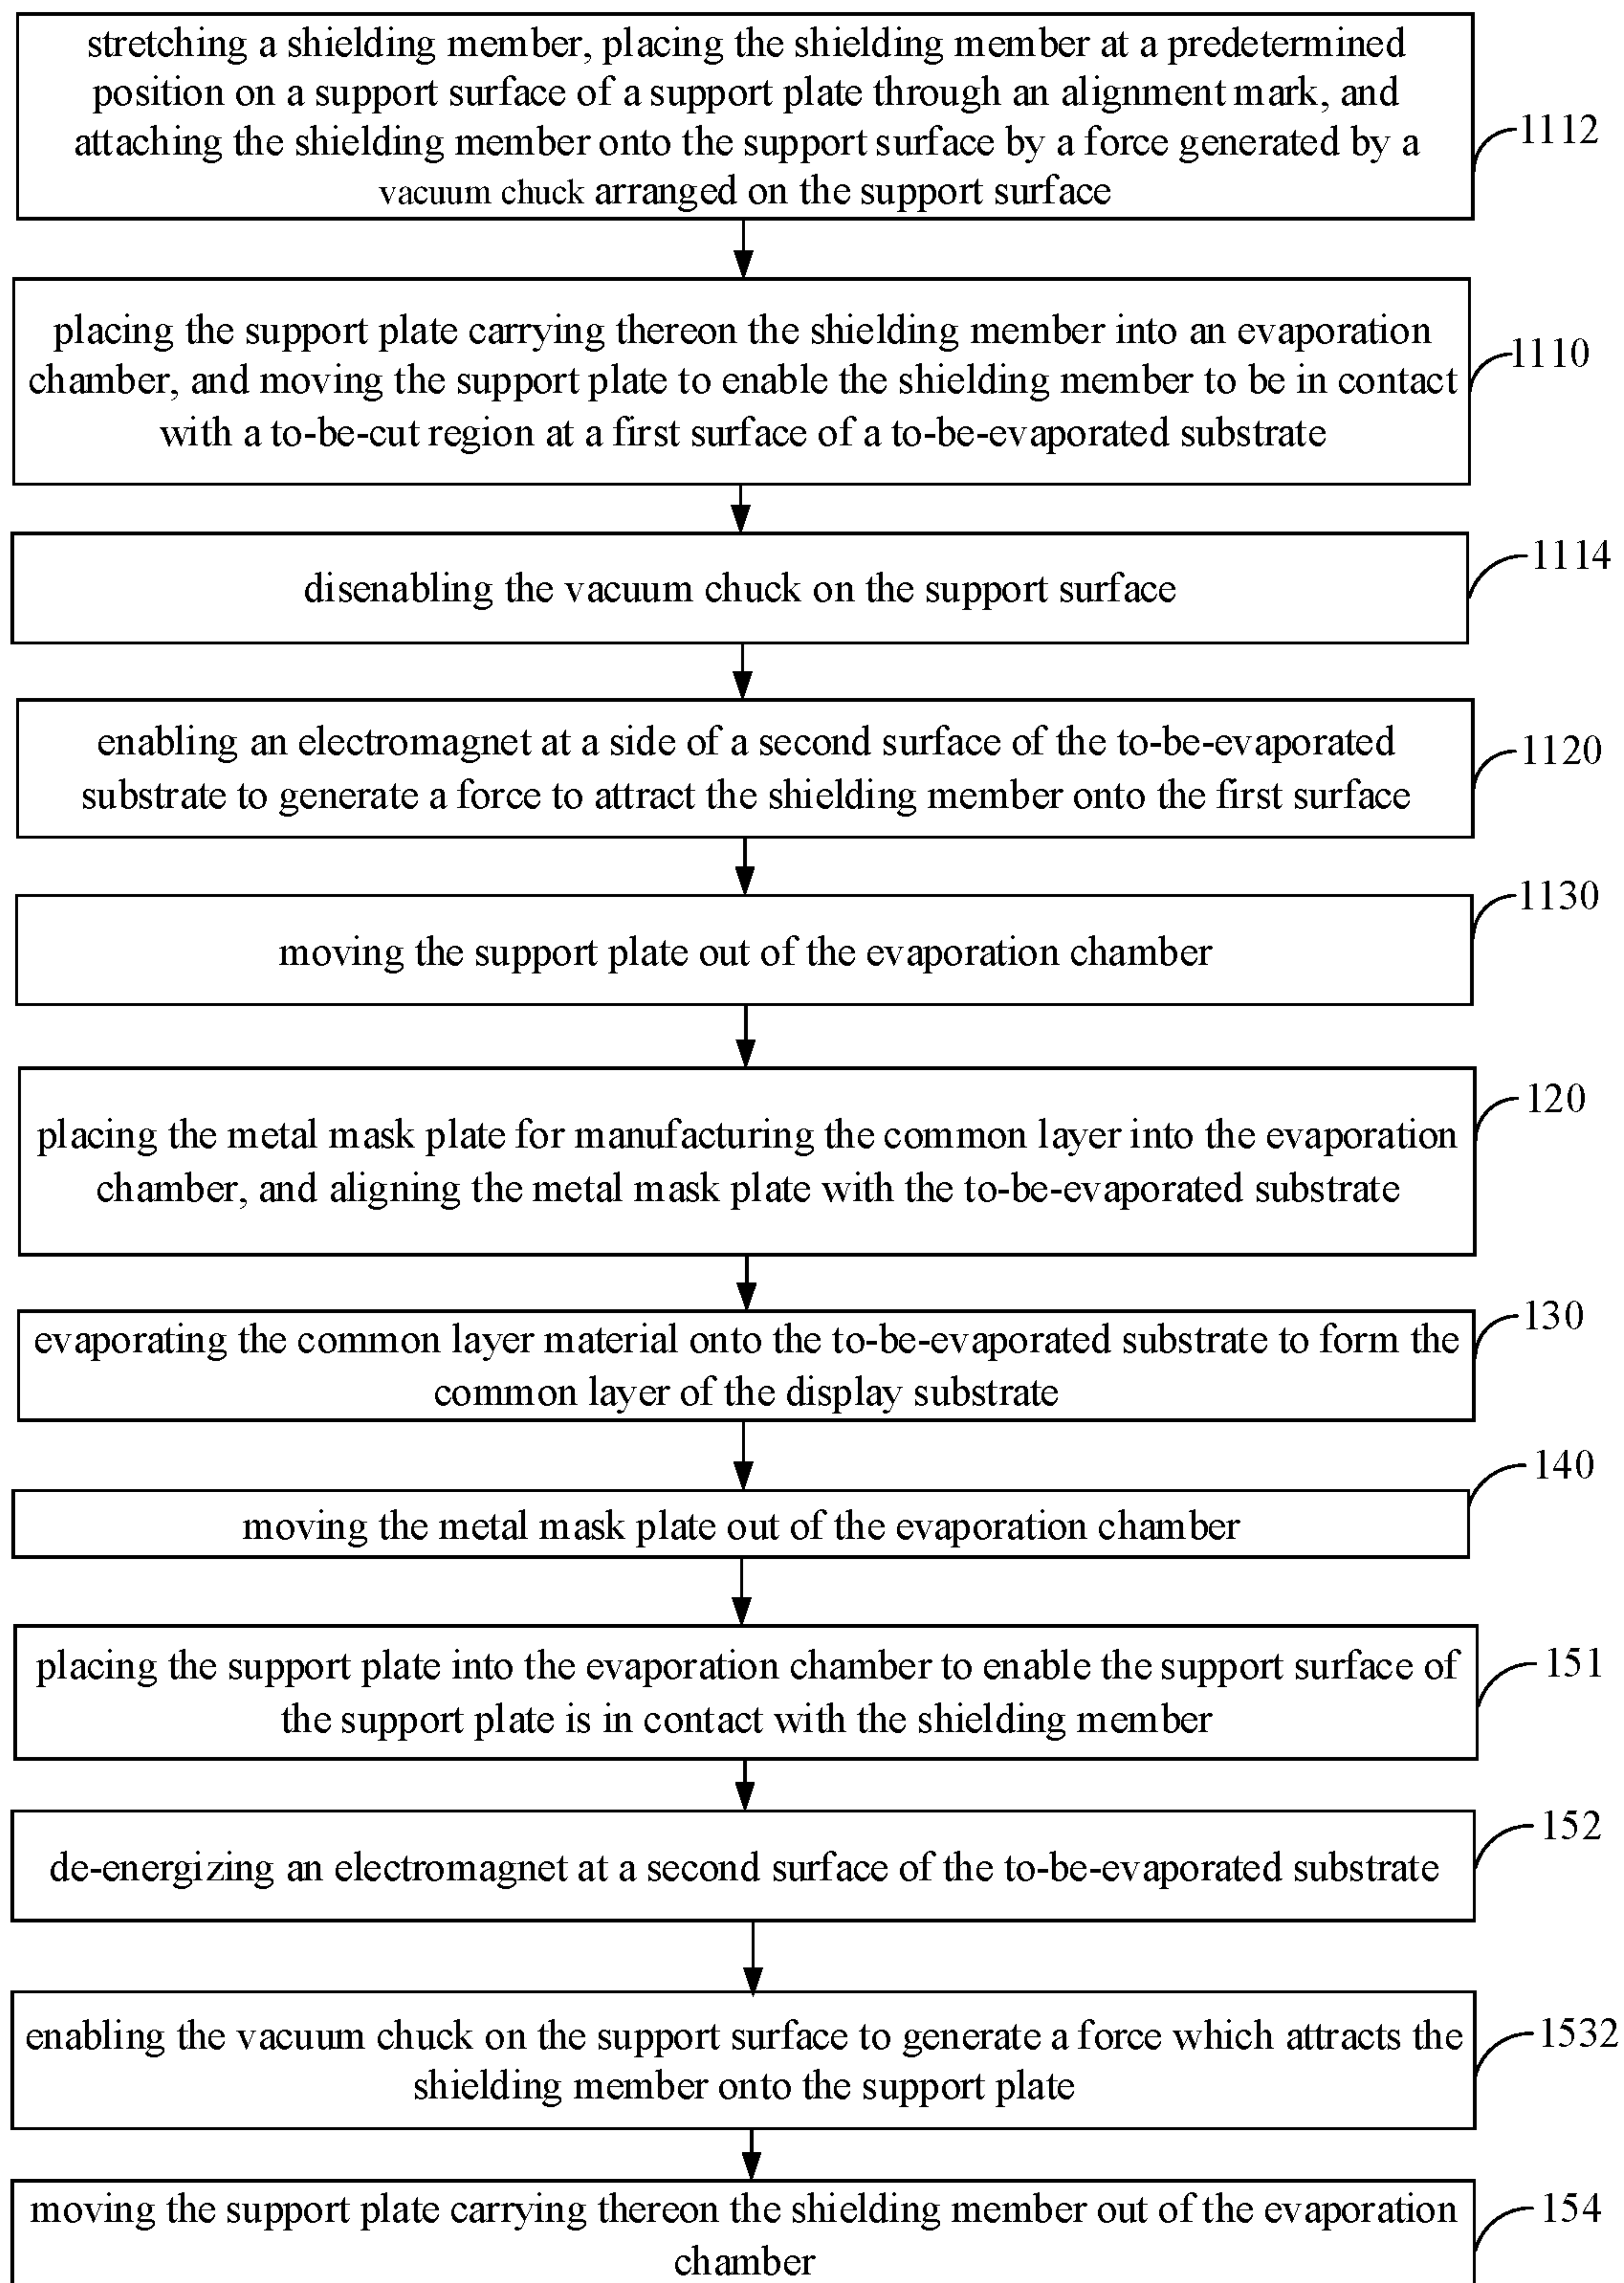 stretching a shielding member, placing the shielding member at a predetermined
position on a support surface of a support plate through an alignment mark, and
attaching the shielding member onto the support surface by a force generated by a
vacuum chuck arranged on the support surface
1112
placing the support plate carrying thereon the shielding member into an evaporation
chamber, and moving the support plate to enable the shielding member to be in contact
with a to-be-cut region at a first surface of a to-be-evaporated substrate
1110
disenabling the vacuum chuck on the support surface
1114
enabling an electromagnet at a side of a second surface of the to-be-evaporated
substrate to generate a force to attract the shielding member onto the first surface
1120
moving the support plate out of the evaporation chamber
1130
placing the metal mask plate for manufacturing the common layer into the evaporation
chamber, and aligning the metal mask plate with the to-be-evaporated substrate
120
evaporating the common layer material onto the to-be-evaporated substrate to form the
common layer of the display substrate
130
moving the metal mask plate out of the evaporation chamber
140
placing the support plate into the evaporation chamber to enable the support surface of
the support plate is in contact with the shielding member
151
de-energizing an electromagnet at a second surface of the to-be-evaporated substrate
152
enabling the vacuum chuck on the support surface to generate a force which attracts the
shielding member onto the support plate
1532
moving the support plate carrying thereon the shielding member out of the evaporation
chamber
154